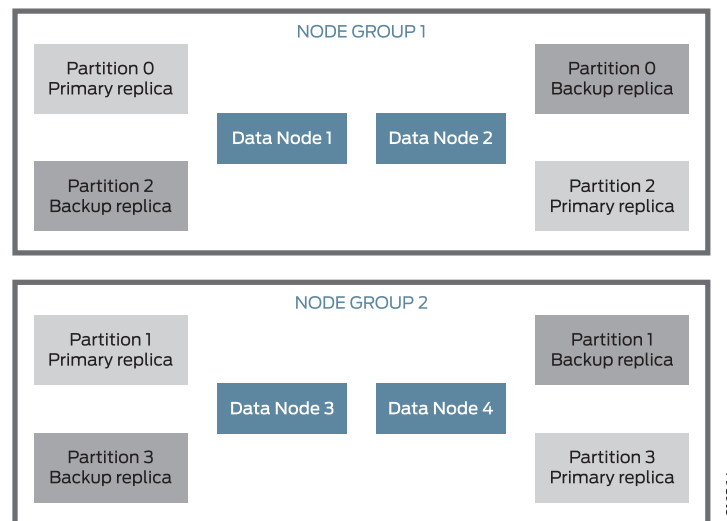 NODE GROUP 1
Partition 0
Primary replica
Partition 0
Backup replica
Data Node 1
Data Node 2
Partition 2
Backup replica
Partition 2
Primary replica
NODE GROUP 2
Partition 1
Primary replica
Partition 1
Backup replica
Data Node 3
Data Node 4
Partition 3
Backup replica
Partition 3
Primary replica